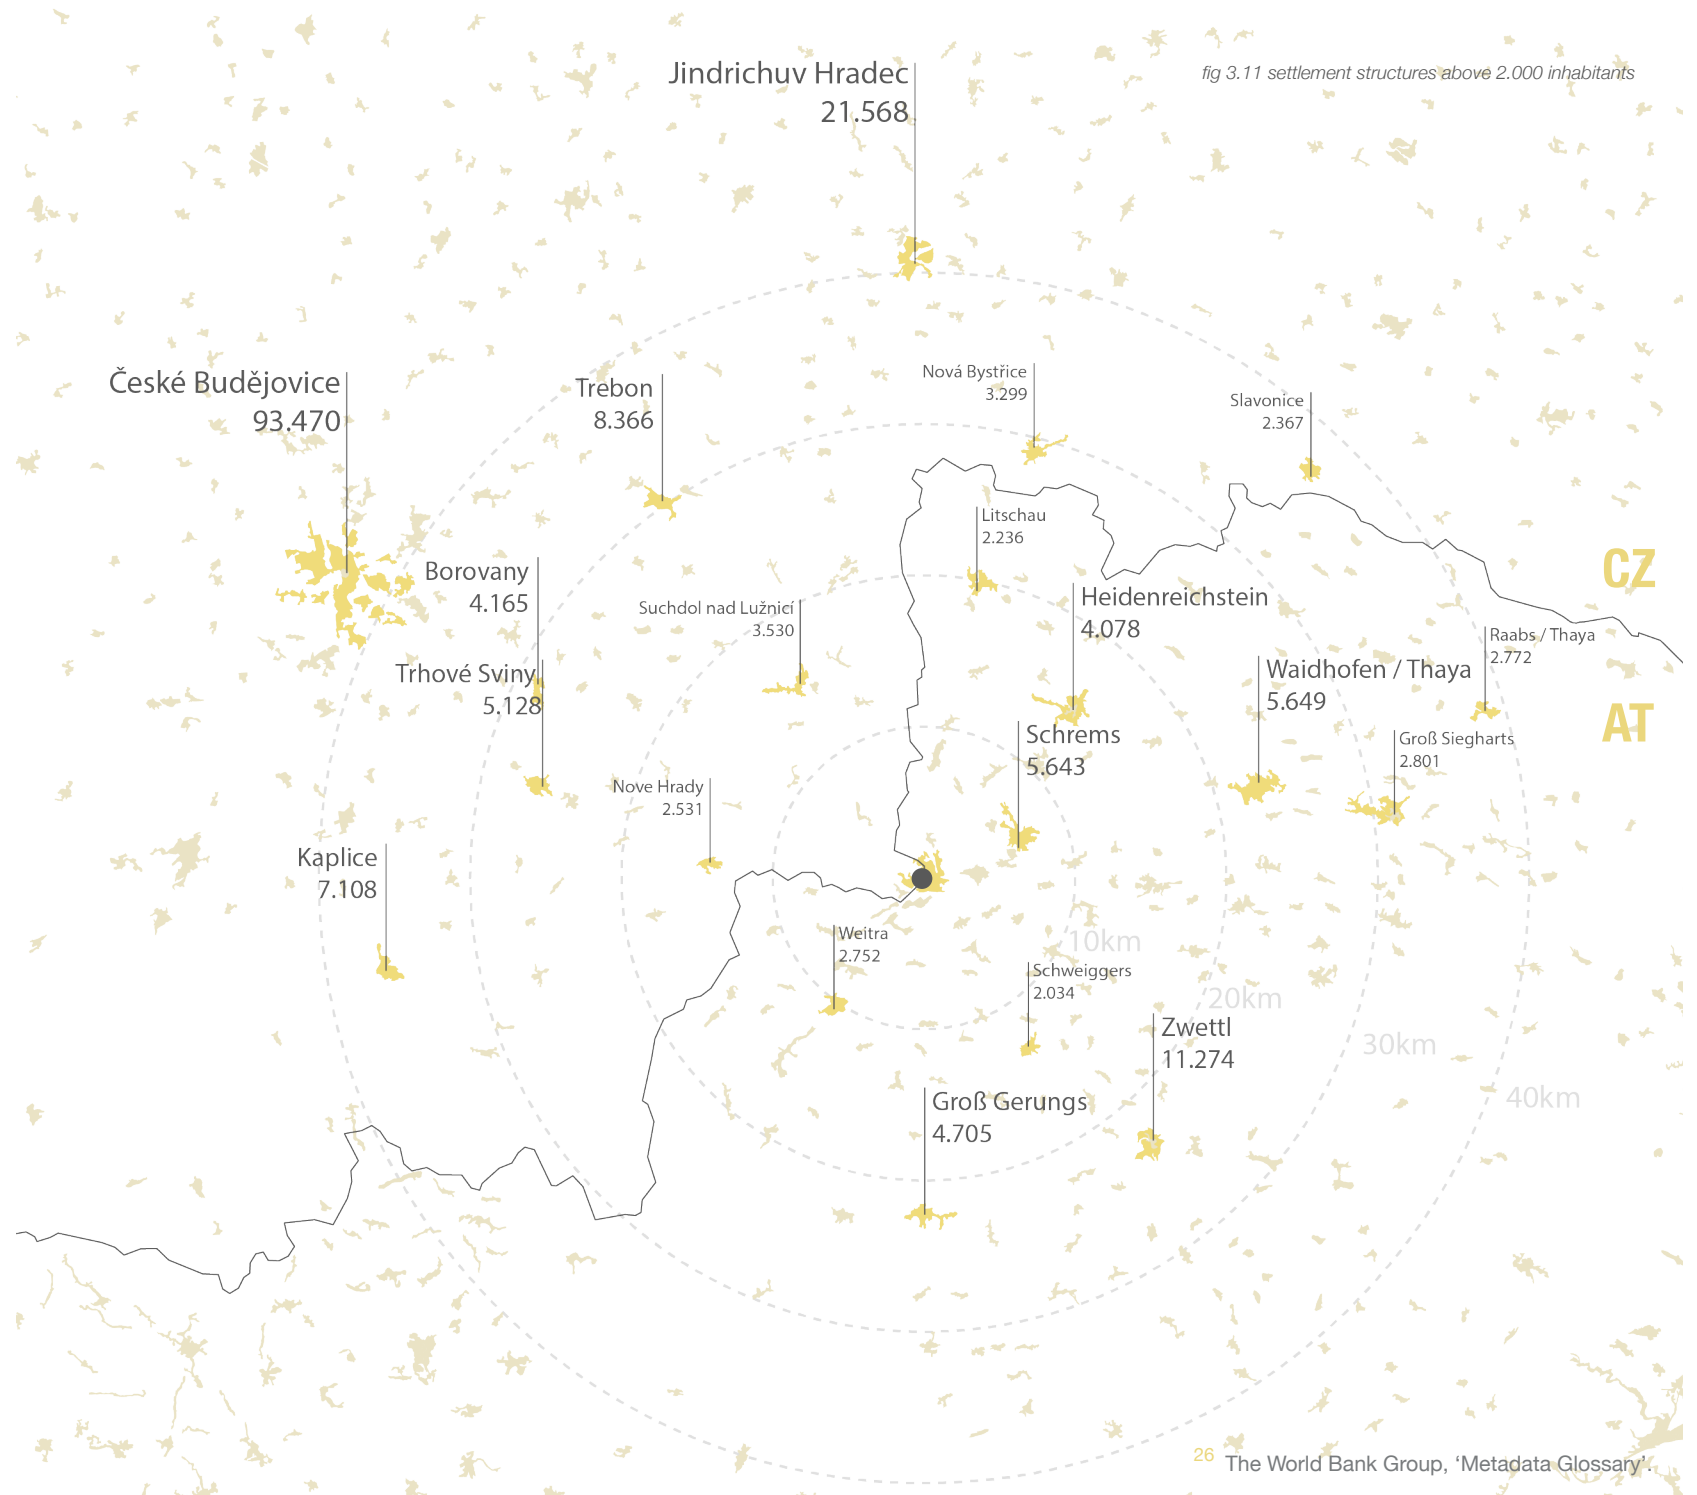 fig 3.11 settlement structures above 2.000 inhabitants
Jindrichuv Hradec
21.568
České Budějovice
93.470
Trebon
8.366
Nová Bystřice
3.299
Slavonice
2.367
Litschau
2.236
CZ
Borovany
4.165
Suchdol nad Lužnicí
3.530
Heidenreichstein
4.078
Raabs / Thaya
2.772
Trhové Sviny
5.128
Waidhofen / Thaya
5.649
AT
Schrems
5.643
Groß Siegharts
2.801
Nove Hrady
2.531
Kaplice
7.108
Weitra
2.752
10km
Schweiggers
2.034
20km
Zwettl
11.274
30km
40km
Groß Gerungs
4.705
26 The World Bank Group, ‘Metadata Glossary’.